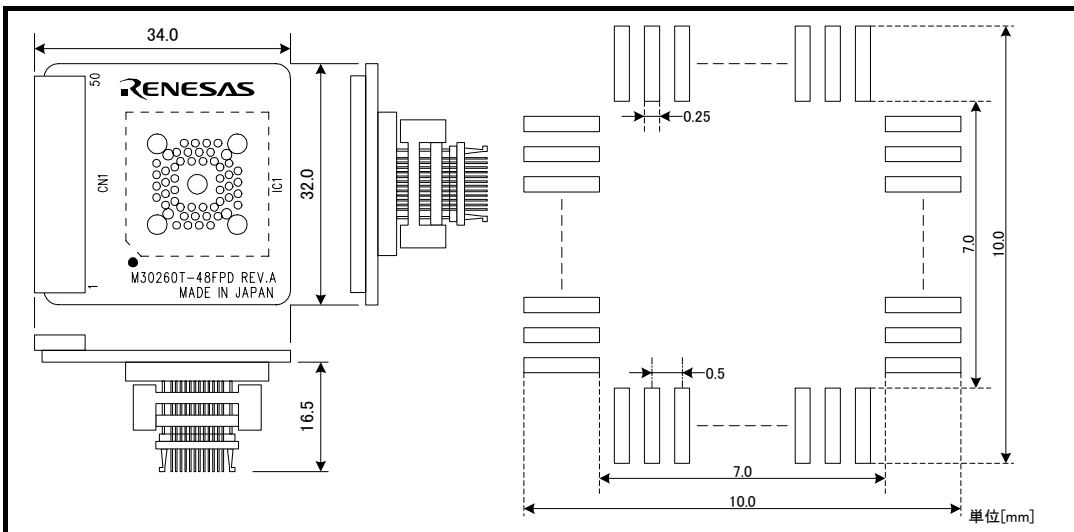 34.0
50
RENESAS
CN1
IC1
32.0
M30260T-48FPD REV.A
1
MADE IN JAPAN
16.5
0.25
7.0
10.0
0.5
7.0
10.0
単位[mm]